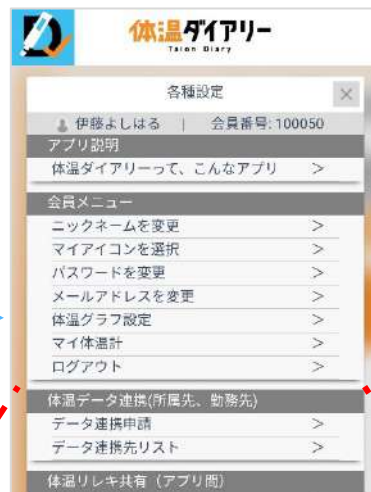 体温ダイアリー
Taion Diary
各種設定 ×
伊藤よしはる | 会員番号: 100050
アプリ説明
体温ダイアリーって、こんなアプリ >
会員メニュー
ニックネームを変更 >
マイアイコンを選択 >
パスワードを変更 >
メールアドレスを変更 >
体温グラフ設定 >
マイ体温計 >
ログアウト >
体温データ連携(所属先、勤務先)
データ連携申請 >
データ連携先リスト >
体温リレキ共有（アプリ間）